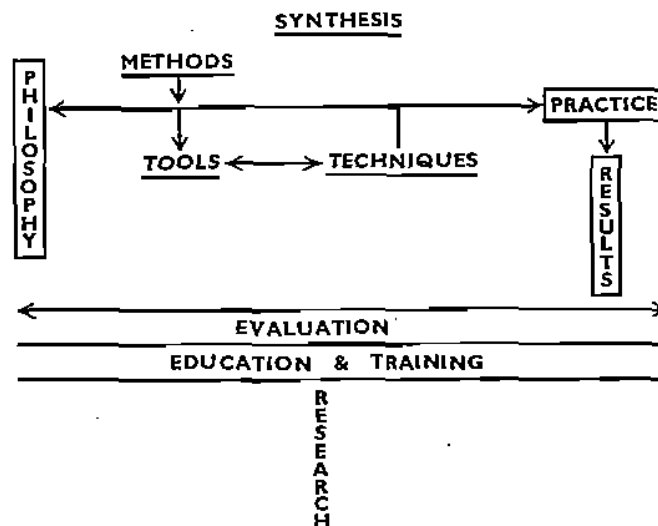 SYNTHESIS
METHODS
PHILOSOPHY
PRACTICE
TOOLS
TECHNIQUES
RESULTS
EVALUATION
EDUCATION & TRAINING
RESEARCH